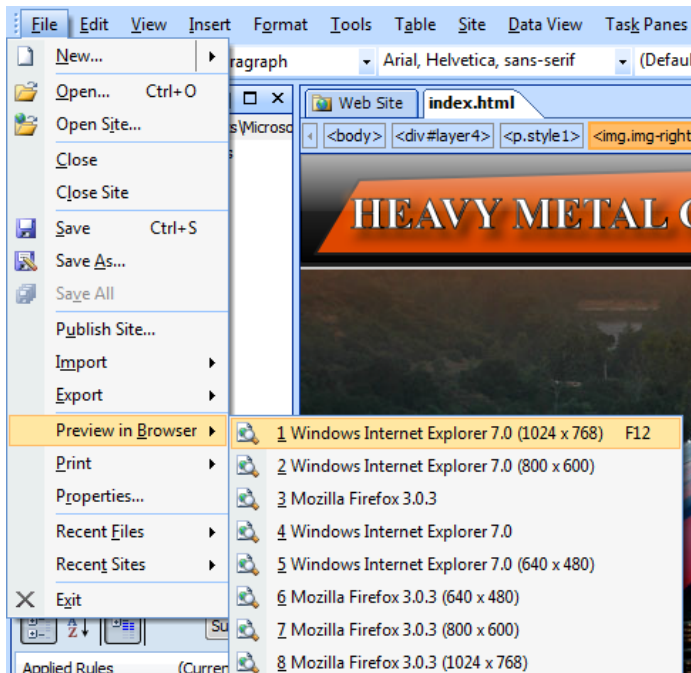 File Edit View Insert Format Tools Table Site Data View Task Panes
New...
ragraph Arial, Helvetica, sans-serif (Defaul
Open... Ctrl+O
Web Site index.html
Open Site...
s\Microsc
<body> <div#layer4> <p.style1> <img.img-right
Close
Close Site
HEAVY METAL
Save Ctrl+S
Save As...
Save All
Publish Site...
Import
Export
Preview in Browser
1 Windows Internet Explorer 7.0 (1024 x 768) F12
Print
2 Windows Internet Explorer 7.0 (800 x 600)
Properties...
3 Mozilla Firefox 3.0.3
Recent Files
4 Windows Internet Explorer 7.0
Recent Sites
5 Windows Internet Explorer 7.0 (640 x 480)
Exit
6 Mozilla Firefox 3.0.3 (640 x 480)
Su
7 Mozilla Firefox 3.0.3 (800 x 600)
Applied Rules (Curren
8 Mozilla Firefox 3.0.3 (1024 x 768)